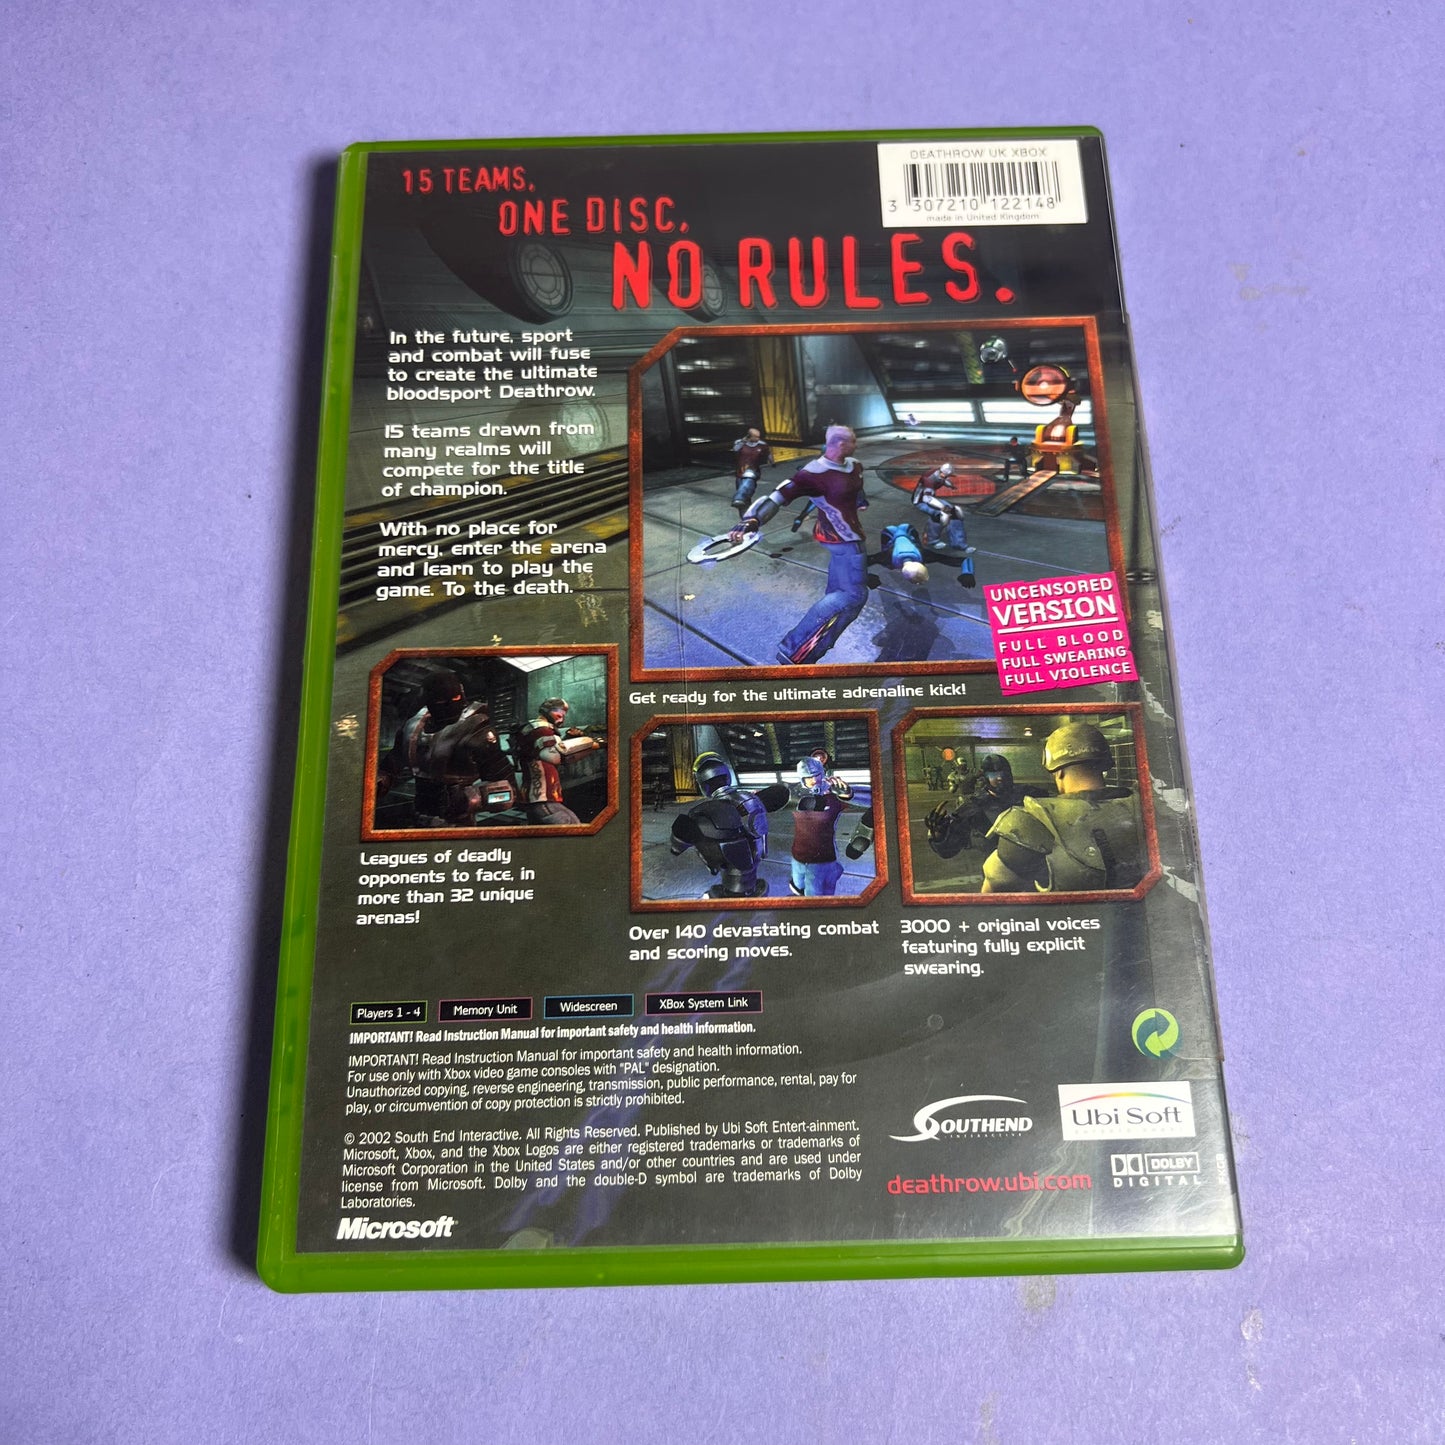 DEATHROW UK XBOX
3 307210 122148
made in United Kingdom
15 TEAMS.
ONE DISC.
NO RULES.
In the future, sport
and combat will fuse
to create the ultimate
bloodsport Deathrow.
15 teams drawn from
many realms will
compete for the title
of champion.
With no place for
mercy, enter the arena
and learn to play the
game. To the death.
UNCENSORED
VERSION
FULL BLOOD
FULL SWEARING
FULL VIOLENCE
Get ready for the ultimate adrenaline kick!
Leagues of deadly
opponents to face, in
more than 32 unique
arenas!
Over 140 devastating combat
and scoring moves.
3000 + original voices
featuring fully explicit
swearing.
Players 1 - 4
Memory Unit
Widescreen
XBox System Link
IMPORTANT! Read Instruction Manual for important safety and health information.
IMPORTANT! Read Instruction Manual for important safety and health information.
For use only with Xbox video game consoles with "PAL" designation.
Unauthorized copying, reverse engineering, transmission, public performance, rental, pay for
play, or circumvention of copy protection is strictly prohibited.
© 2002 South End Interactive. All Rights Reserved. Published by Ubi Soft Entert-ainment.
Microsoft, Xbox, and the Xbox Logos are either registered trademarks or trademarks of
Microsoft Corporation in the United States and/or other countries and are used under
license from Microsoft. Dolby and the double-D symbol are trademarks of Dolby
Laboratories.
Microsoft
SOUTHEND
INTERACTIVE
Ubi Soft
deathrow.ubi.com
DOLBY
DIGITAL